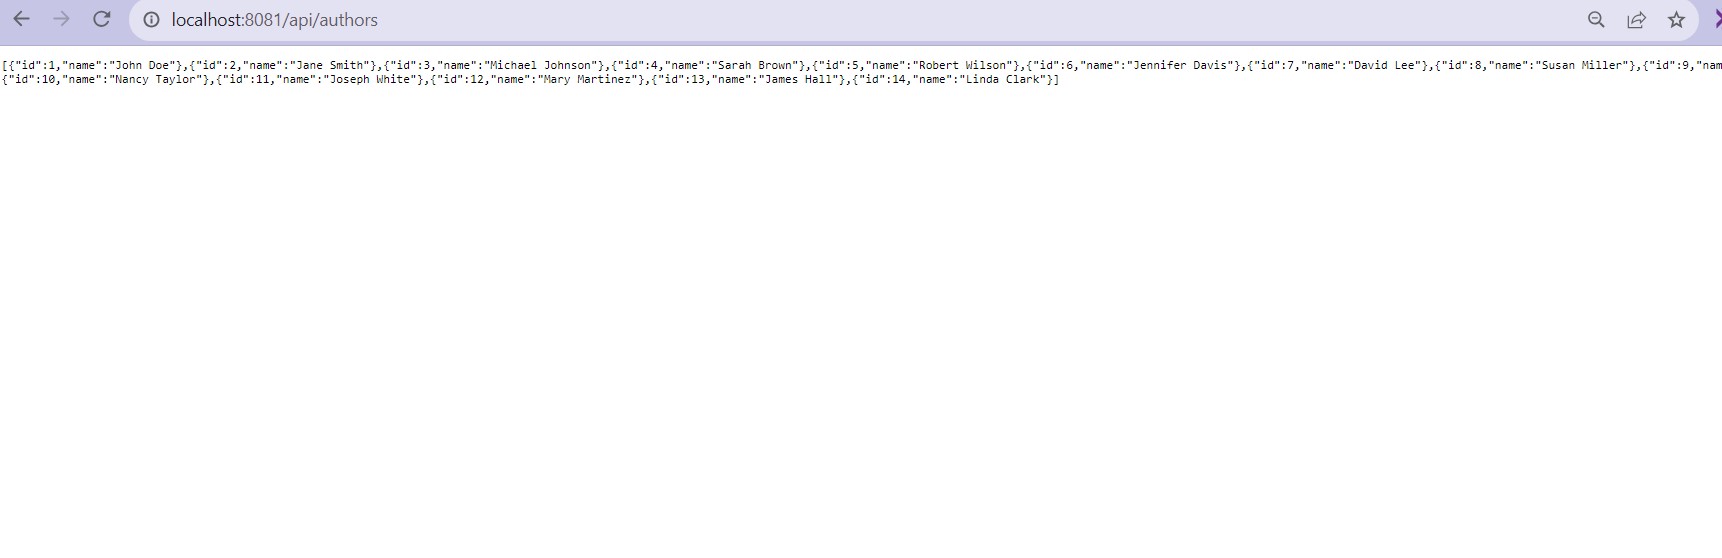 localhost:8081/api/authors
[{"id":1,"name":"John Doe"},{"id":2,"name":"Jane Smith"},{"id":3,"name":"Michael Johnson"},{"id":4,"name":"Sarah Brown"},{"id":5,"name":"Robert Wilson"},{"id":6,"name":"Jennifer Davis"},{"id":7,"name":"David Lee"},{"id":8,"name":"Susan Miller"},{"id":9,"nam
{"id":10,"name":"Nancy Taylor"},{"id":11,"name":"Joseph White"},{"id":12,"name":"Mary Martinez"},{"id":13,"name":"James Hall"},{"id":14,"name":"Linda Clark"}]